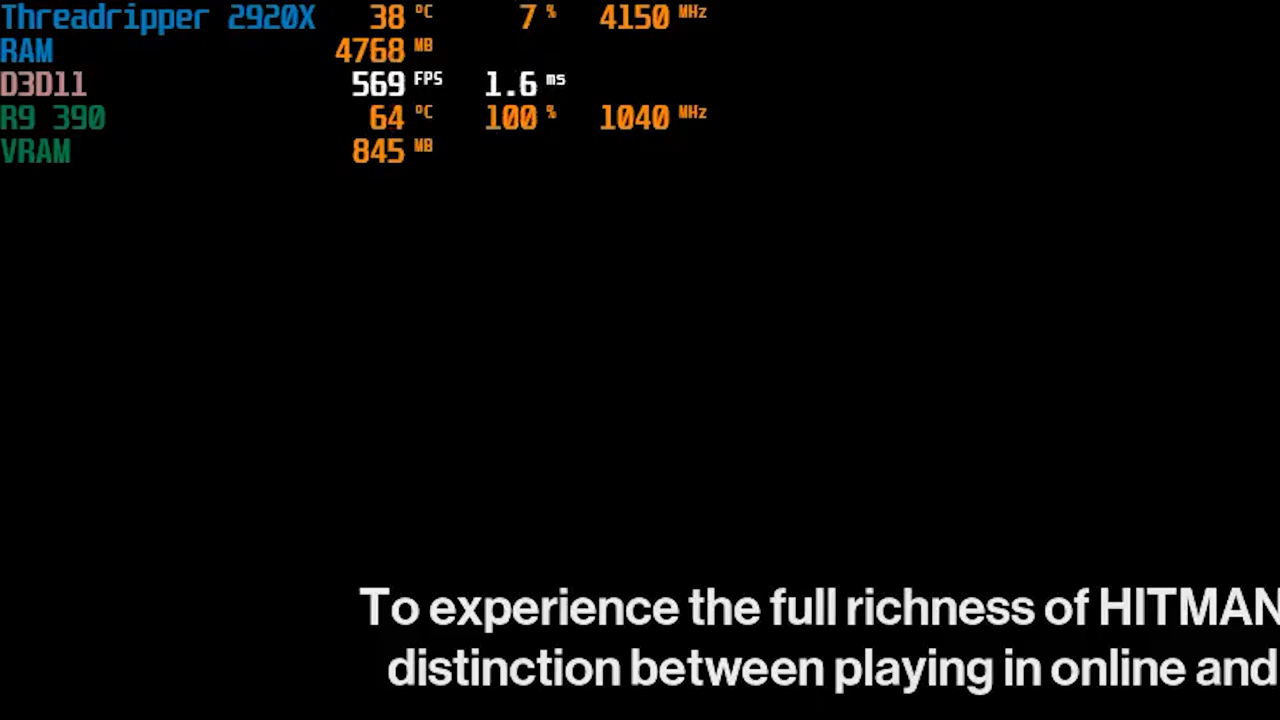 Threadripper 2920X 38 °C 7 % 4150 MHz
RAM 4768 MB
D3D11 569 FPS 1.6 ms
R9 390 64 °C 100 % 1040 MHz
VRAM 845 MB
To experience the full richness of HITMAN
distinction between playing in online and